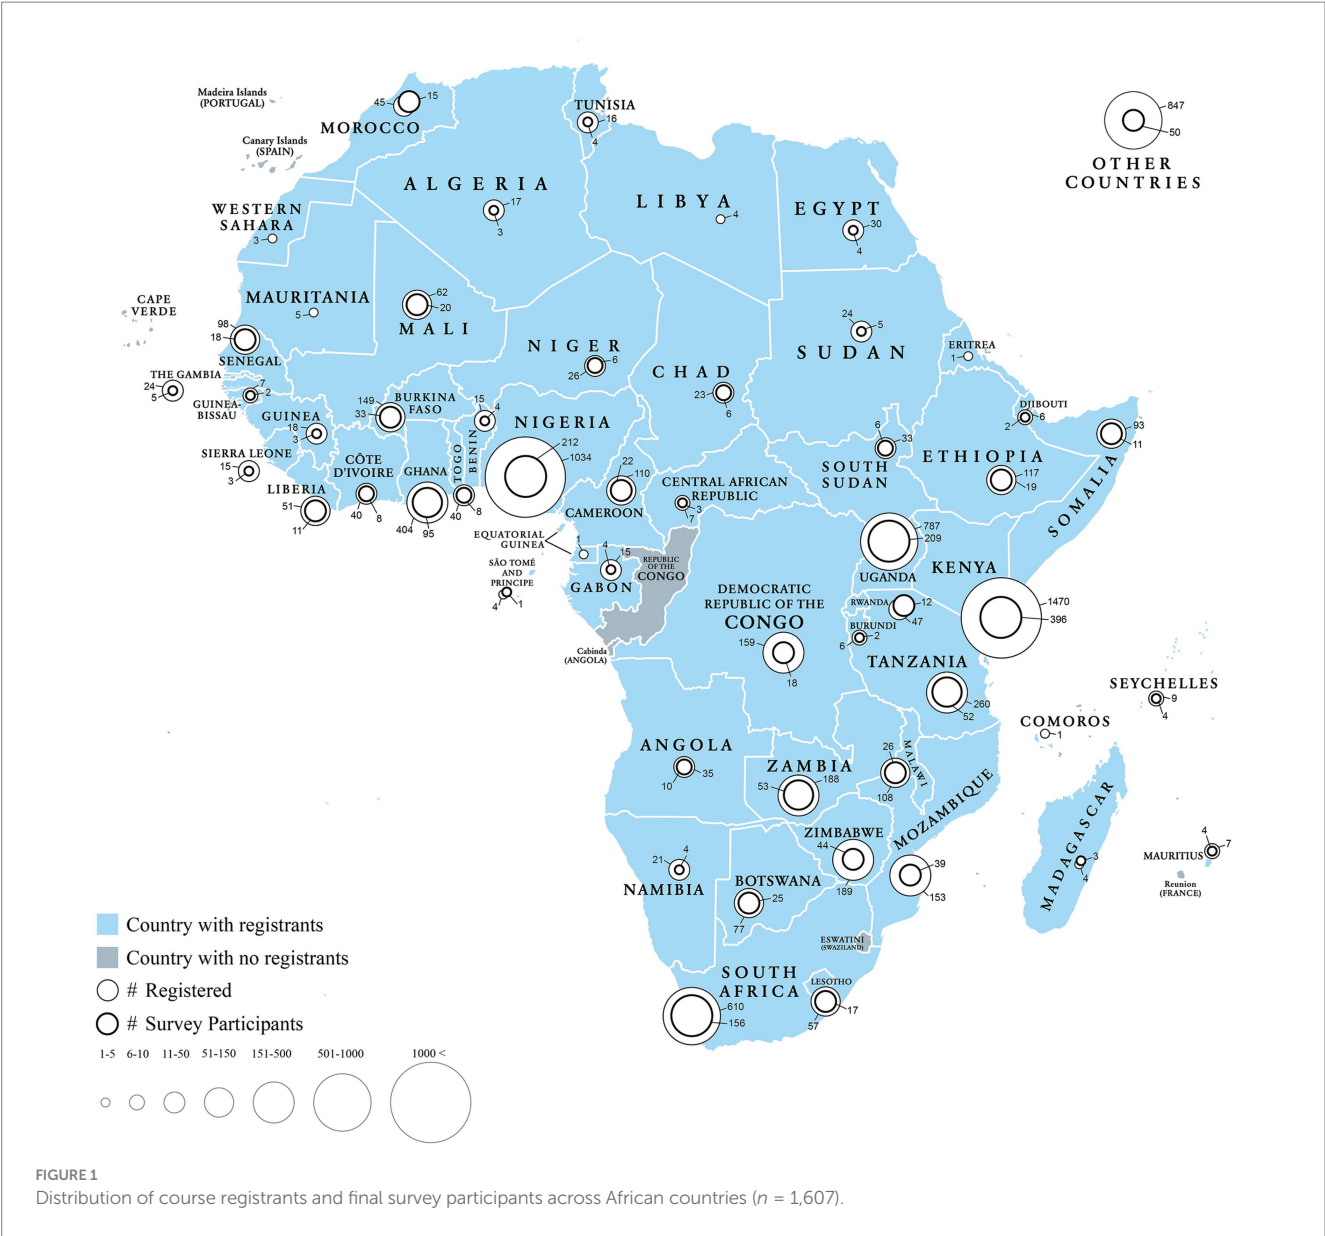 Madeira Islands
(PORTUGAL)
45
15
MOROCCO
TUNISIA
16
4
847
50
OTHER
COUNTRIES
Canary Islands
(SPAIN)
ALGERIA
17
3
LIBYA
4
EGYPT
30
4
WESTERN
SAHARA
3
MAURITANIA
5
62
20
MALI
CAPE
VERDE
98
18
SENEGAL
NIGER
6
26
CHAD
23
6
24
5
SUDAN
ERITREA
1
THE GAMBIA
24
5
7
2
GUINEA-
BISSAU
GUINEA
18
3
149
33
BURKINA
FASO
15
4
BENIN
TOGO
NIGERIA
212
1034
DJIBOUTI
6
2
93
11
SOMALIA
SIERRA LEONE
15
3
CÔTE
D'IVOIRE
40
8
GHANA
404
95
40
8
LIBERIA
51
11
22
110
CAMEROON
CENTRAL AFRICAN
REPUBLIC
3
7
6
33
SOUTH
SUDAN
ETHIOPIA
117
19
EQUATORIAL
GUINEA
1
SÃO TOMÉ
AND
PRINCIPE
4
1
4
15
GABON
REPUBLIC
OF THE
CONGO
787
209
UGANDA
KENYA
1470
396
DEMOCRATIC
REPUBLIC OF THE
CONGO
159
18
RWANDA
12
47
BURUNDI
6
2
Cabinda
(ANGOLA)
TANZANIA
260
52
SEYCHELLES
9
4
COMOROS
1
ANGOLA
35
10
ZAMBIA
188
53
26
108
MALAWI
MOZAMBIQUE
39
153
MADAGASCAR
3
4
4
7
MAURITIUS
Reunion
(FRANCE)
ZIMBABWE
44
189
21
4
NAMIBIA
BOTSWANA
25
77
ESWATINI
(SWAZILAND)
SOUTH
AFRICA
610
156
LESOTHO
17
57
Country with registrants
Country with no registrants
# Registered
# Survey Participants
1-5 6-10 11-50 51-150 151-500 501-1000 1000 <
FIGURE 1
Distribution of course registrants and final survey participants across African countries (n = 1,607).